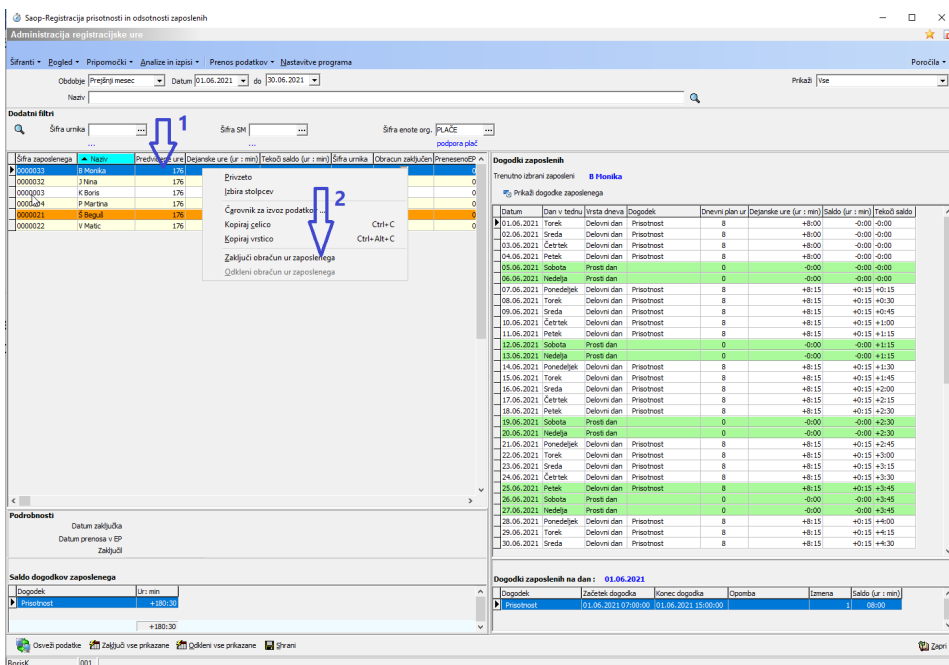 Saop-Registracija prisotnosti in odsotnosti zaposlenih
Administracija registracijske ure
Šifranti Pogled Pripomočki Analize in izpisi Prenos podatkov Nastavitve programa Poročila
Obdobje Prejšnji mesec Datum 01.06.2021 do 30.06.2021 Prikaži Vse
Naziv
Dodatni filtri
Šifra urnika ... Šifra SM ... Šifra enote org. PLAČE ...
... ... podpora plač
1
Šifra zaposlenega Naziv Predvidene ure Dejanske ure (ur : min) Tekoči saldo (ur : min) Šifra urnika Obracun zaključen PrenesenoEP
0000033 B Monika 176 0
0000032 J Nina 176 0
0000003 K Boris 176 0
P Martina 176 0
0000021 Š Beguš 176 0
0000022 V Matic 176 0
Privzeto
Izbira stolpcev
2
Čarovnik za izvoz podatkov ...
Kopiraj celico Ctrl+C
Kopiraj vrstico Ctrl+Alt+C
Zaključi obračun ur zaposlenega
Odkleni obračun ur zaposlenega
Podrobnosti
Datum zaključka
Datum prenosa v EP
Zaključil
Saldo dogodkov zaposlenega
Dogodek Ur: min
Prisotnost +180:30
+180:30
Dogodki zaposlenih
Trenutno izbrani zaposleni B Monika
Prikaži dogodke zaposlenega
Datum Dan v tednu Vrsta dneva Dogodek Dnevni plan ur Dejanske ure (ur : min) Saldo (ur : min) Tekoči saldo
01.06.2021 Torek Delovni dan Prisotnost 8 +8:00 -0:00 -0:00
02.06.2021 Sreda Delovni dan Prisotnost 8 +8:00 -0:00 -0:00
03.06.2021 Četrtek Delovni dan Prisotnost 8 +8:00 -0:00 -0:00
04.06.2021 Petek Delovni dan Prisotnost 8 +8:00 -0:00 -0:00
05.06.2021 Sobota Prosti dan 0 -0:00 -0:00 -0:00
06.06.2021 Nedelja Prosti dan 0 -0:00 -0:00 -0:00
07.06.2021 Ponedeljek Delovni dan Prisotnost 8 +8:15 +0:15 +0:15
08.06.2021 Torek Delovni dan Prisotnost 8 +8:15 +0:15 +0:30
09.06.2021 Sreda Delovni dan Prisotnost 8 +8:15 +0:15 +0:45
10.06.2021 Četrtek Delovni dan Prisotnost 8 +8:15 +0:15 +1:00
11.06.2021 Petek Delovni dan Prisotnost 8 +8:15 +0:15 +1:15
12.06.2021 Sobota Prosti dan 0 -0:00 -0:00 +1:15
13.06.2021 Nedelja Prosti dan 0 -0:00 -0:00 +1:15
14.06.2021 Ponedeljek Delovni dan Prisotnost 8 +8:15 +0:15 +1:30
15.06.2021 Torek Delovni dan Prisotnost 8 +8:15 +0:15 +1:45
16.06.2021 Sreda Delovni dan Prisotnost 8 +8:15 +0:15 +2:00
17.06.2021 Četrtek Delovni dan Prisotnost 8 +8:15 +0:15 +2:15
18.06.2021 Petek Delovni dan Prisotnost 8 +8:15 +0:15 +2:30
19.06.2021 Sobota Prosti dan 0 -0:00 -0:00 +2:30
20.06.2021 Nedelja Prosti dan 0 -0:00 -0:00 +2:30
21.06.2021 Ponedeljek Delovni dan Prisotnost 8 +8:15 +0:15 +2:45
22.06.2021 Torek Delovni dan Prisotnost 8 +8:15 +0:15 +3:00
23.06.2021 Sreda Delovni dan Prisotnost 8 +8:15 +0:15 +3:15
24.06.2021 Četrtek Delovni dan Prisotnost 8 +8:15 +0:15 +3:30
25.06.2021 Petek Delovni dan Prisotnost 8 +8:15 +0:15 +3:45
26.06.2021 Sobota Prosti dan 0 -0:00 -0:00 +3:45
27.06.2021 Nedelja Prosti dan 0 -0:00 -0:00 +3:45
28.06.2021 Ponedeljek Delovni dan Prisotnost 8 +8:15 +0:15 +4:00
29.06.2021 Torek Delovni dan Prisotnost 8 +8:15 +0:15 +4:15
30.06.2021 Sreda Delovni dan Prisotnost 8 +8:15 +0:15 +4:30
Dogodki zaposlenih na dan : 01.06.2021
Dogodek Začetek dogodka Konec dogodka Opomba Izmena Saldo (ur : min)
Prisotnost 01.06.2021 07:00:00 01.06.2021 15:00:00 1 08:00
Osveži podatke Zaključi vse prikazane Odkleni vse prikazane Shrani Zapri
BorisK 001